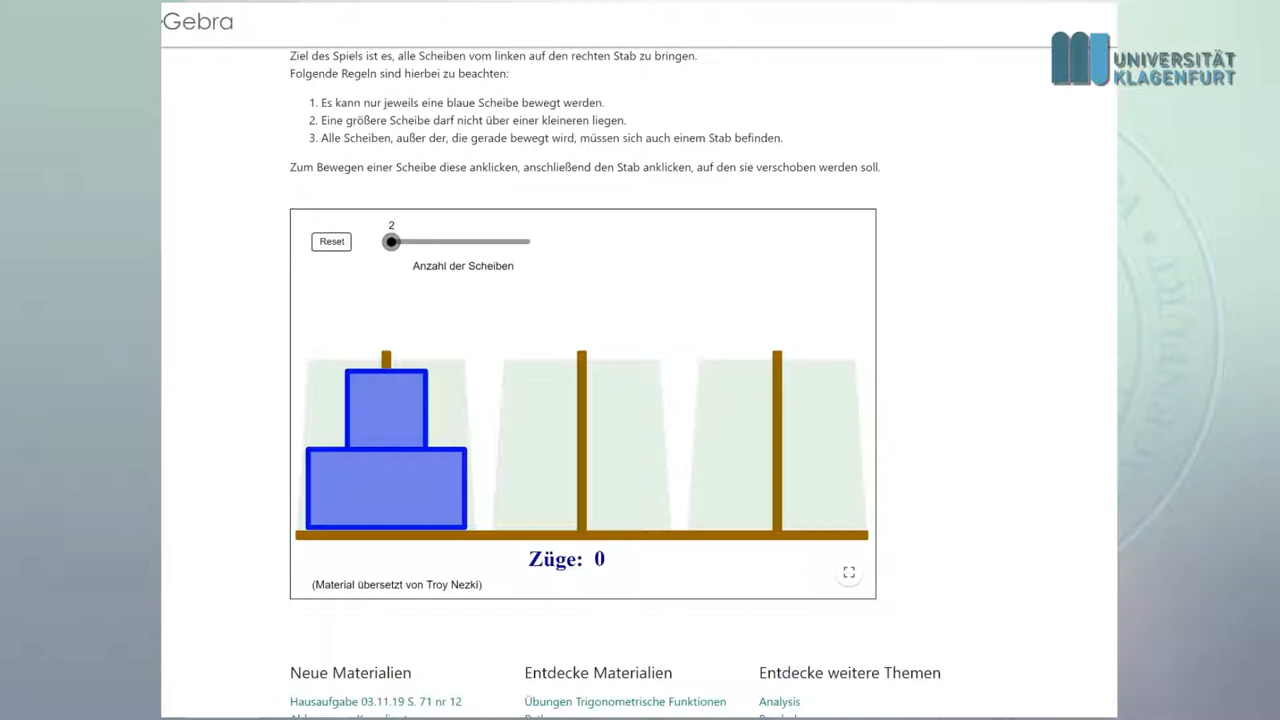 Gebra
UNIVERSITÄT
KLAGENFURT
Ziel des Spiels ist es, alle Scheiben vom linken auf den rechten Stab zu bringen.
Folgende Regeln sind hierbei zu beachten:
1. Es kann nur jeweils eine blaue Scheibe bewegt werden.
2. Eine größere Scheibe darf nicht über einer kleineren liegen.
3. Alle Scheiben, außer der, die gerade bewegt wird, müssen sich auch einem Stab befinden.
Zum Bewegen einer Scheibe diese anklicken, anschließend den Stab anklicken, auf den sie verschoben werden soll.
2
Reset
Anzahl der Scheiben
Züge: 0
(Material übersetzt von Troy Nezki)
Neue Materialien
Entdecke Materialien
Entdecke weitere Themen
Hausaufgabe 03.11.19 S. 71 nr 12
Übungen Trigonometrische Funktionen
Analysis